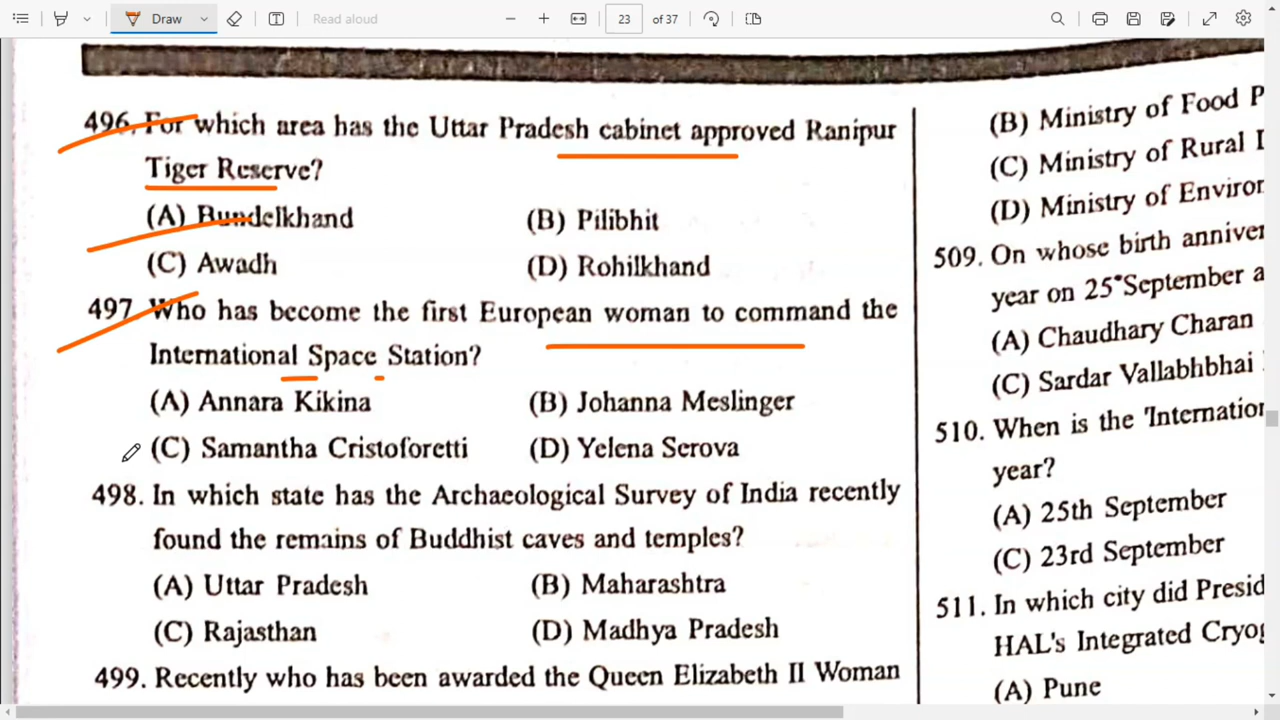 Draw
Read aloud
23 of 37
496. For which area has the Uttar Pradesh cabinet approved Ranipur
Tiger Reserve?
(A) Bundelkhand (B) Pilibhit
(C) Awadh (D) Rohilkhand
497. Who has become the first European woman to command the
International Space Station?
(A) Annara Kikina (B) Johanna Meslinger
(C) Samantha Cristoforetti (D) Yelena Serova
498. In which state has the Archaeological Survey of India recently
found the remains of Buddhist caves and temples?
(A) Uttar Pradesh (B) Maharashtra
(C) Rajasthan (D) Madhya Pradesh
499. Recently who has been awarded the Queen Elizabeth II Woman
(B) Ministry of Food P
(C) Ministry of Rural
(D) Ministry of Enviror
509. On whose birth anniver
year on 25 September a
(A) Chaudhary Charan
(C) Sardar Vallabhbhai
510. When is the 'Internation
year?
(A) 25th September
(C) 23rd September
511. In which city did Presid
HAL's Integrated Cryog
(A) Pune